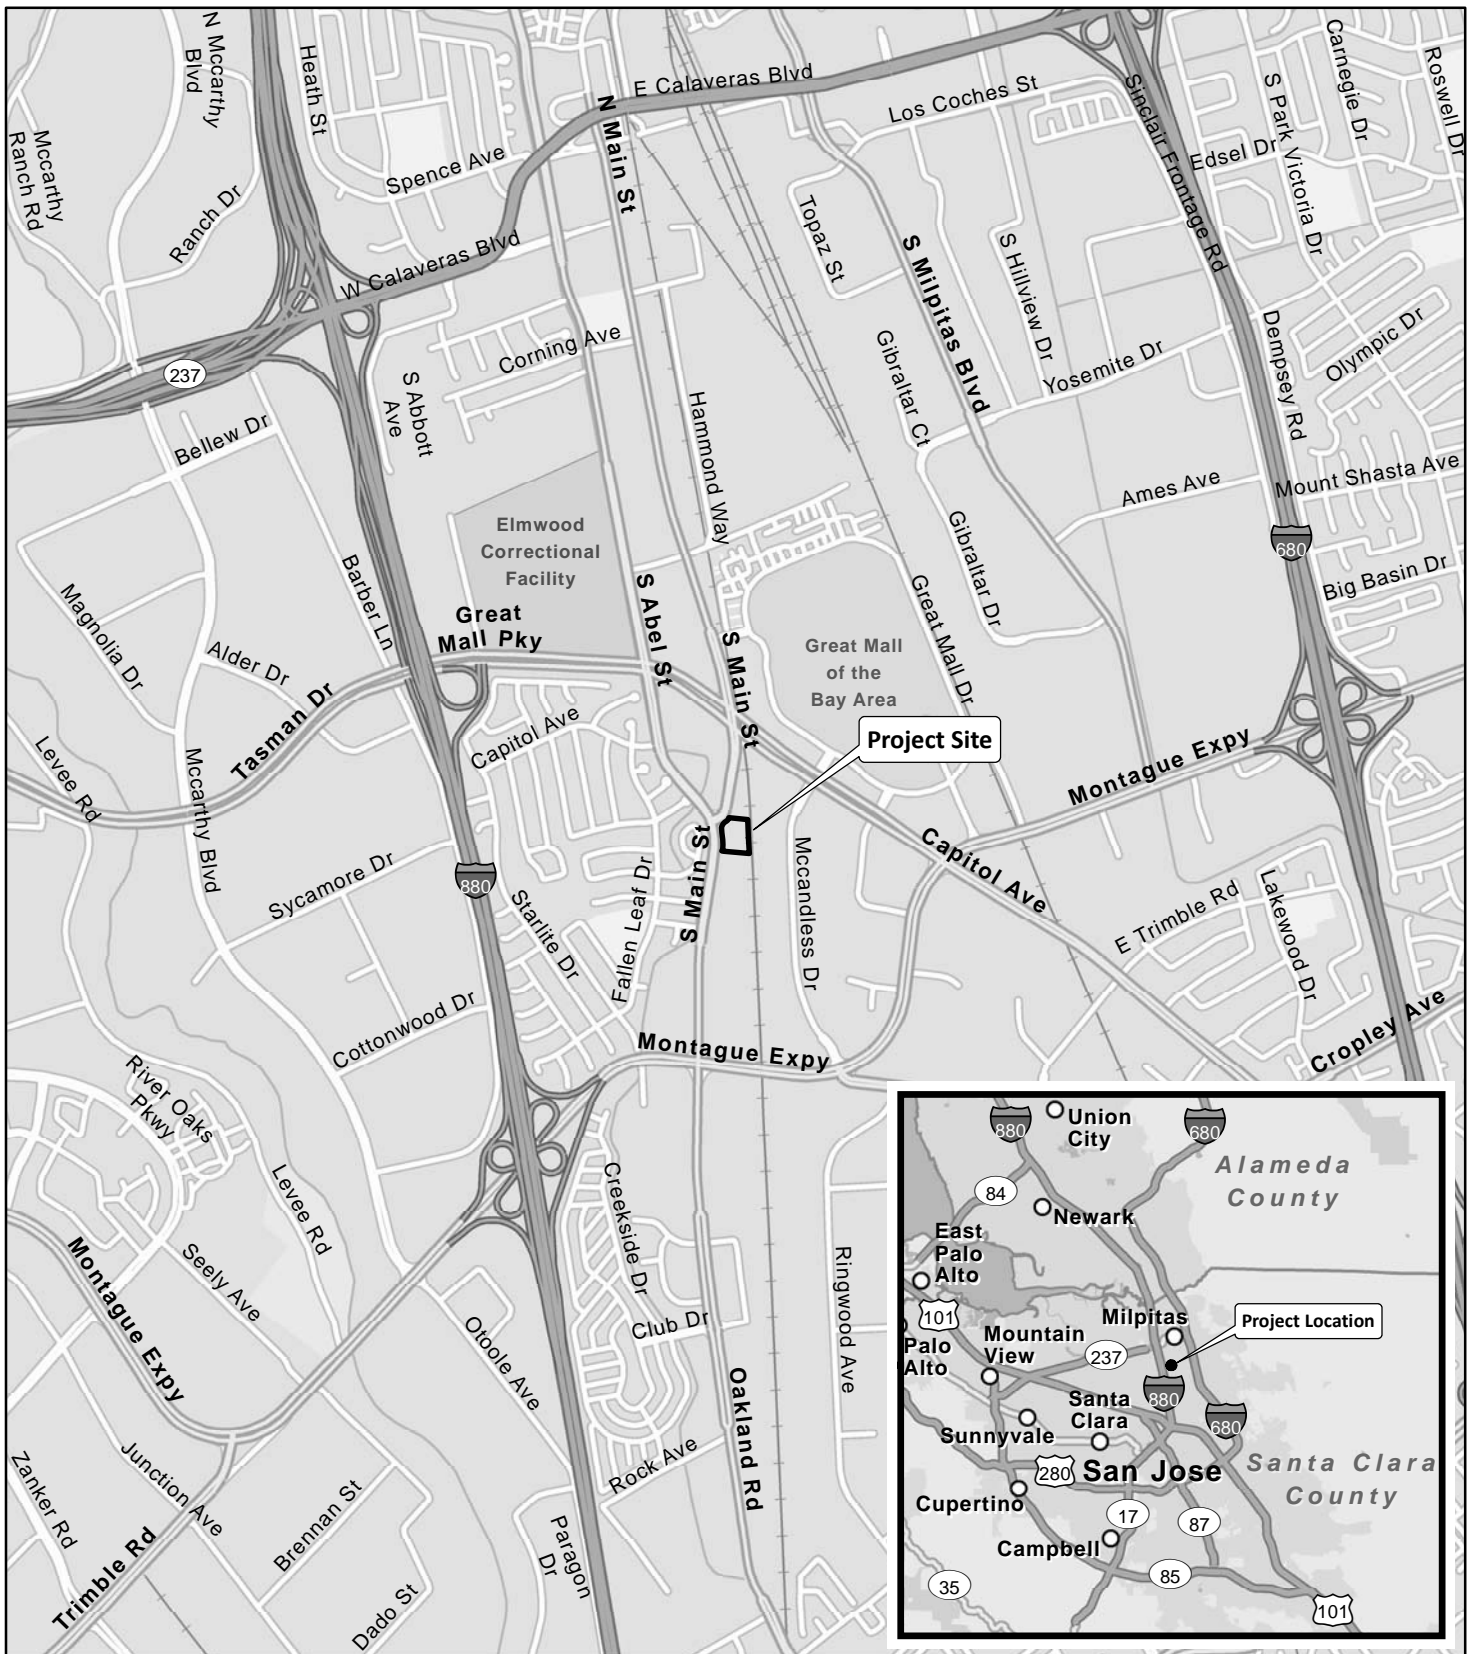 N Mccarthy
Blvd
Heath St
E Calaveras Blvd
N Main St
Los Coches St
Sinclair Frontage Rd
S Park Victoria Dr
Carnegie Dr
Roswell Dr
Mccarthy
Ranch Rd
Ranch Dr
Spence Ave
Edsel Dr
W Calaveras Blvd
Topaz St
S Milpitas Blvd
S Hillview Dr
237
Corning Ave
S Abbott
Ave
Hammond Way
Gibraltar Ct
Yosemite Dr
Dempsey Rd
Olympic Dr
Bellew Dr
Ames Ave
Mount Shasta Ave
Elmwood
Correctional
Facility
Barber Ln
Gibraltar Dr
680
Big Basin Dr
Magnolia Dr
Alder Dr
Great
Mall Pky
S Abel St
S Main St
Great Mall
of the
Bay Area
Great Mall Dr
Tasman Dr
Levee Rd
Mccarthy Blvd
Capitol Ave
Project Site
Montague Expy
Sycamore Dr
880
Starlite Dr
Fallen Leaf Dr
S Main St
Mccandless Dr
Capitol Ave
E Trimble Rd
Lakewood Dr
Cottonwood Dr
Montague Expy
Cropley Ave
River Oaks
Pkwy
Levee Rd
Creekside Dr
Seely Ave
Montague Expy
Otoole Ave
Club Dr
Ringwood Ave
Oakland Rd
Rock Ave
Zanker Rd
Junction Ave
Brennan St
Trimble Rd
Dado St
Paragon
Dr
880
Union
City
680
Alameda
County
84
Newark
East
Palo
Alto
101
Milpitas
Project Location
Palo
Alto
Mountain
View
237
880
Santa
Clara
680
Sunnyvale
280
San Jose
Santa Clara
County
Cupertino
17
87
Campbell
85
35
101